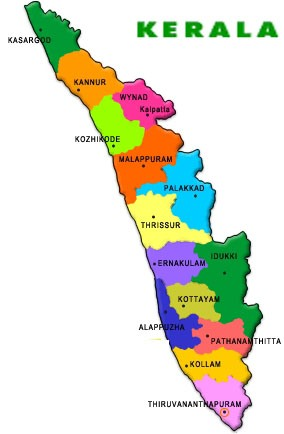 KERALA
KASARGOD
KANNUR
WYNAD
Kalpatta
KOZHIKODE
MALAPPURAM
PALAKKAD
THRISSUR
IDUKKI
ERNAKULAM
KOTTAYAM
ALAPPUZHA
PATHANAMTHITTA
KOLLAM
THIRUVANANTHAPURAM